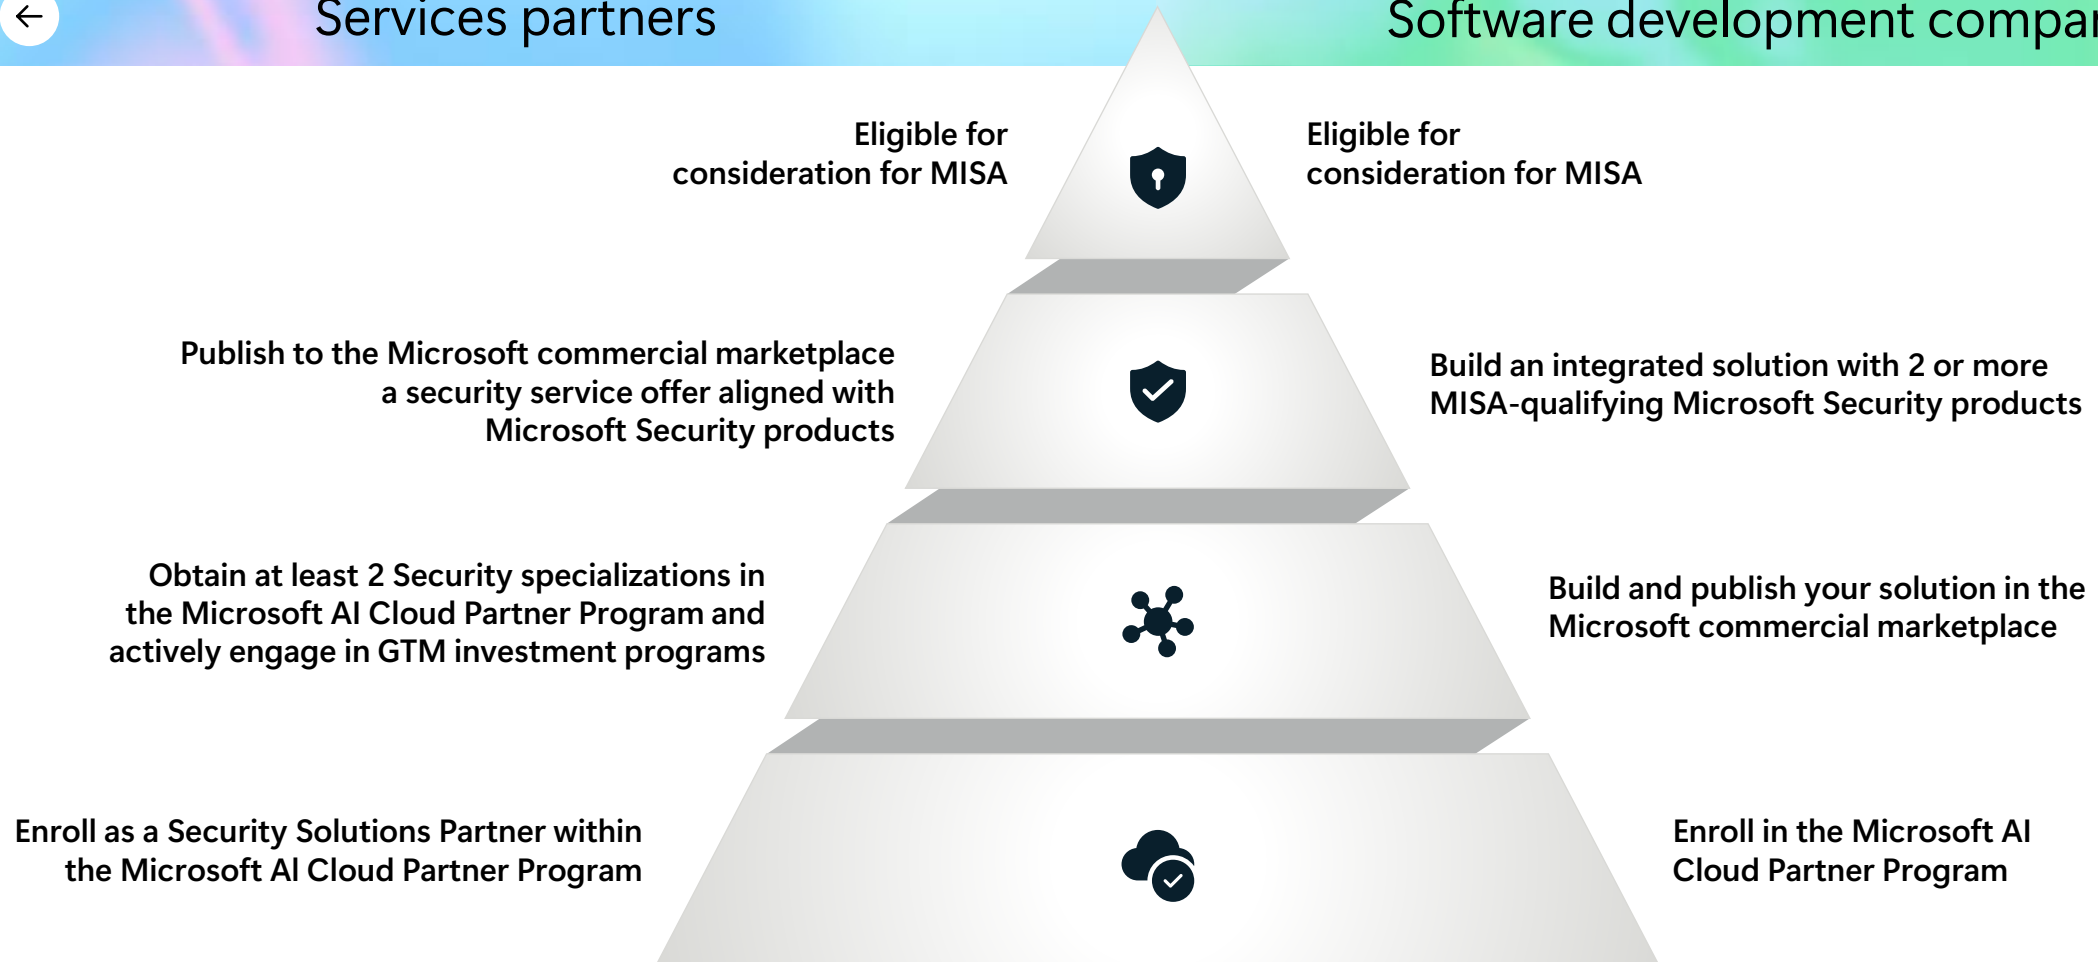 Services partners
Software development compan
Eligible for
consideration for MISA
Eligible for
consideration for MISA
Publish to the Microsoft commercial marketplace
a security service offer aligned with
Microsoft Security products
Build an integrated solution with 2 or more
MISA-qualifying Microsoft Security products
Obtain at least 2 Security specializations in
the Microsoft AI Cloud Partner Program and
actively engage in GTM investment programs
Build and publish your solution in the
Microsoft commercial marketplace
Enroll as a Security Solutions Partner within
the Microsoft AI Cloud Partner Program
Enroll in the Microsoft AI
Cloud Partner Program